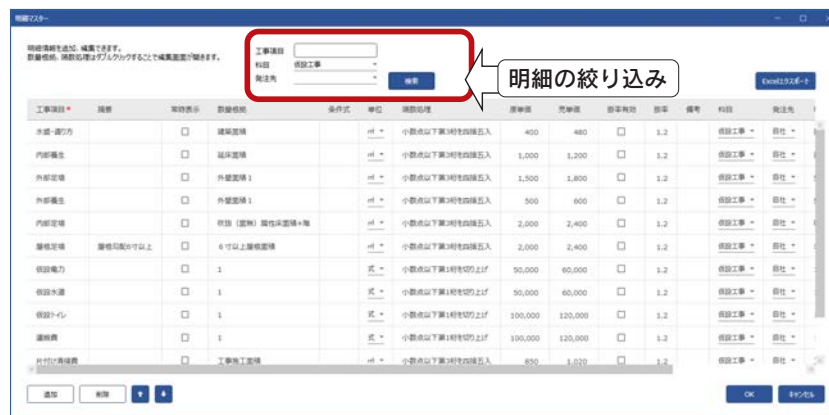 明細マスター
明細情報を追加、編集できます。
数量根拠、端数処理はダブルクリックすることで編集画面が開きます。
工事項目
科目 仮設工事
発注先
検索
明細の絞り込み
Excelエクスポート
工事項目* 摘要 常時表示 数量根拠 条件式 単位 端数処理 原単価 売単価 掛率有効 掛率 備考 科目 発注先
水盛・遣り方 建築面積 ㎡ 小数点以下第3桁を四捨五入 400 480 1.2 仮設工事 自社
内部養生 延床面積 ㎡ 小数点以下第3桁を四捨五入 1,000 1,200 1.2 仮設工事 自社
外部足場 外壁面積1 ㎡ 小数点以下第3桁を四捨五入 1,500 1,800 1.2 仮設工事 自社
外部養生 外壁面積1 ㎡ 小数点以下第3桁を四捨五入 500 600 1.2 仮設工事 自社
内部足場 吹抜（置無）属性床面積+階 ㎡ 小数点以下第3桁を四捨五入 2,000 2,400 1.2 仮設工事 自社
屋根足場 屋根勾配6寸以上 6寸以上屋根面積 ㎡ 小数点以下第3桁を四捨五入 2,000 2,400 1.2 仮設工事 自社
仮設電力 1 式 小数点以下第1桁を切り上げ 50,000 60,000 1.2 仮設工事 自社
仮設水道 1 式 小数点以下第1桁を切り上げ 50,000 60,000 1.2 仮設工事 自社
仮設トイレ 1 式 小数点以下第1桁を切り上げ 100,000 120,000 1.2 仮設工事 自社
運搬費 1 式 小数点以下第1桁を切り上げ 100,000 120,000 1.2 仮設工事 自社
片付け清掃費 工事施工面積 ㎡ 小数点以下第3桁を四捨五入 850 1,020 1.2 仮設工事 自社
追加 削除 OK キャンセル